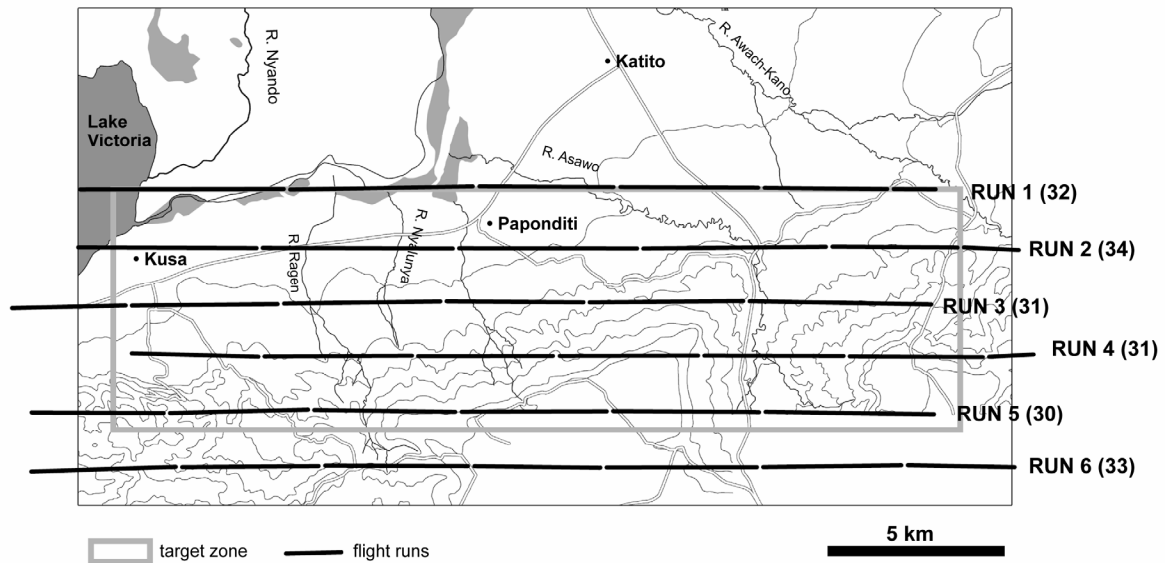 R. Nyando
Katito
R. Awach-Kano
Lake
Victoria
R. Asawo
RUN 1 (32)
R. Nyalunya
Paponditi
R. Ragen
RUN 2 (34)
Kusa
RUN 3 (31)
RUN 4 (31)
RUN 5 (30)
RUN 6 (33)
5 km
target zone
flight runs